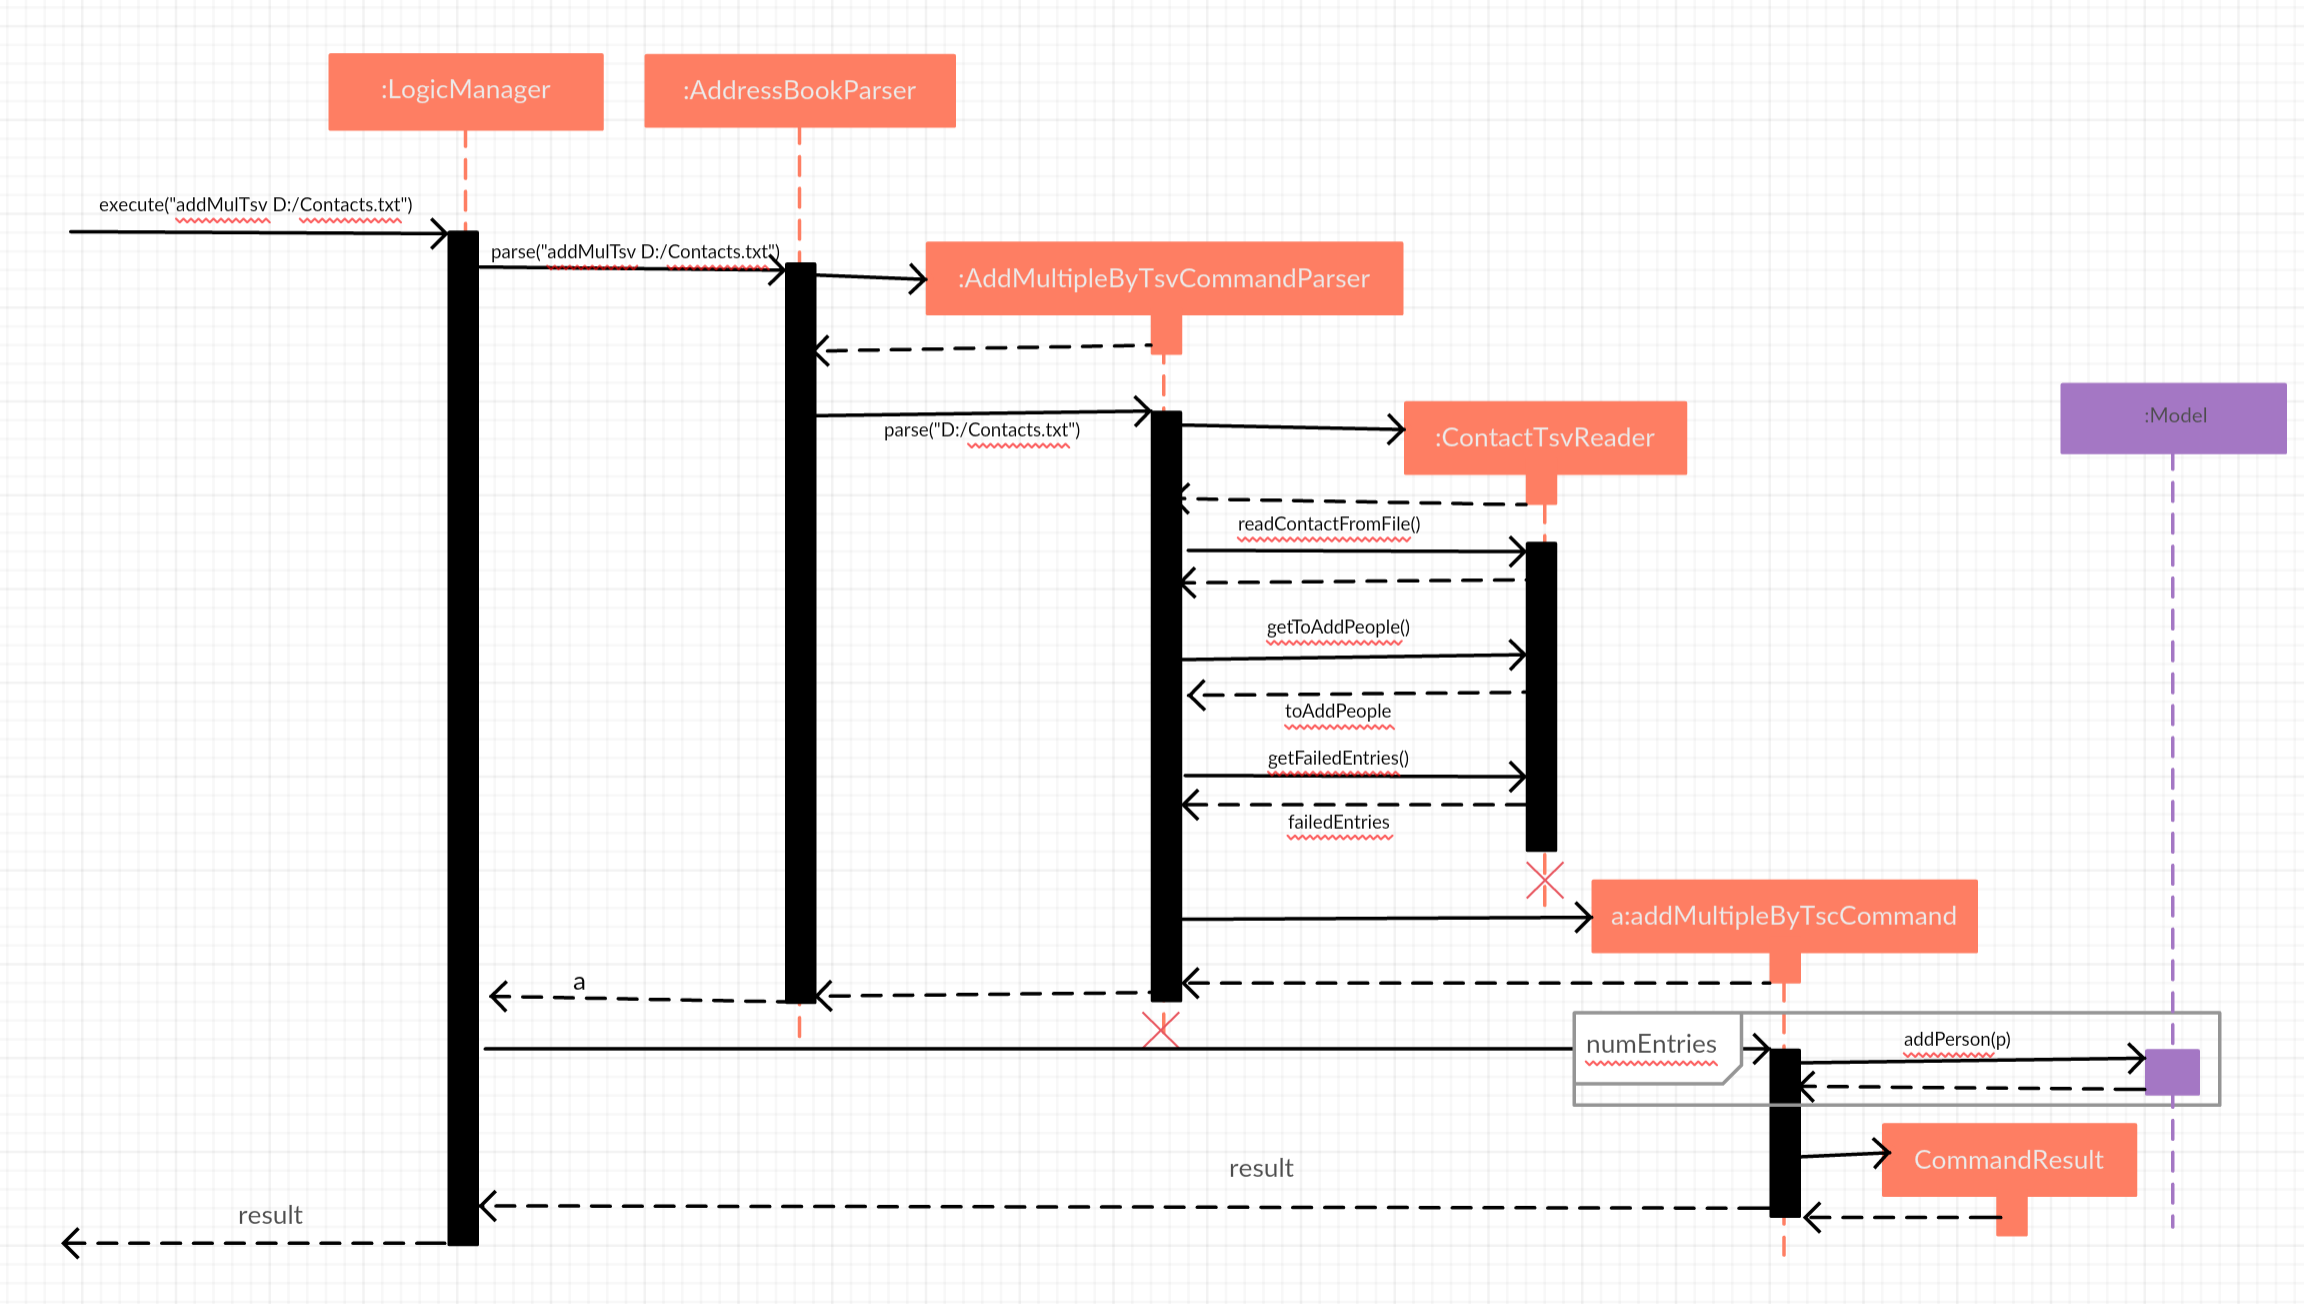 :LogicManager
:AddressBookParser
execute("addMulTsv D:/Contacts.txt")
parse("addMulTsv D:/Contacts.txt")
:AddMultipleByTsvCommandParser
:Model
parse("D:/Contacts.txt")
:ContactTsvReader
readContactFromFile()
getToAddPeople()
toAddPeople
getFailedEntries()
failedEntries
a:addMultipleByTscCommand
a
numEntries
addPerson(p)
CommandResult
result
result